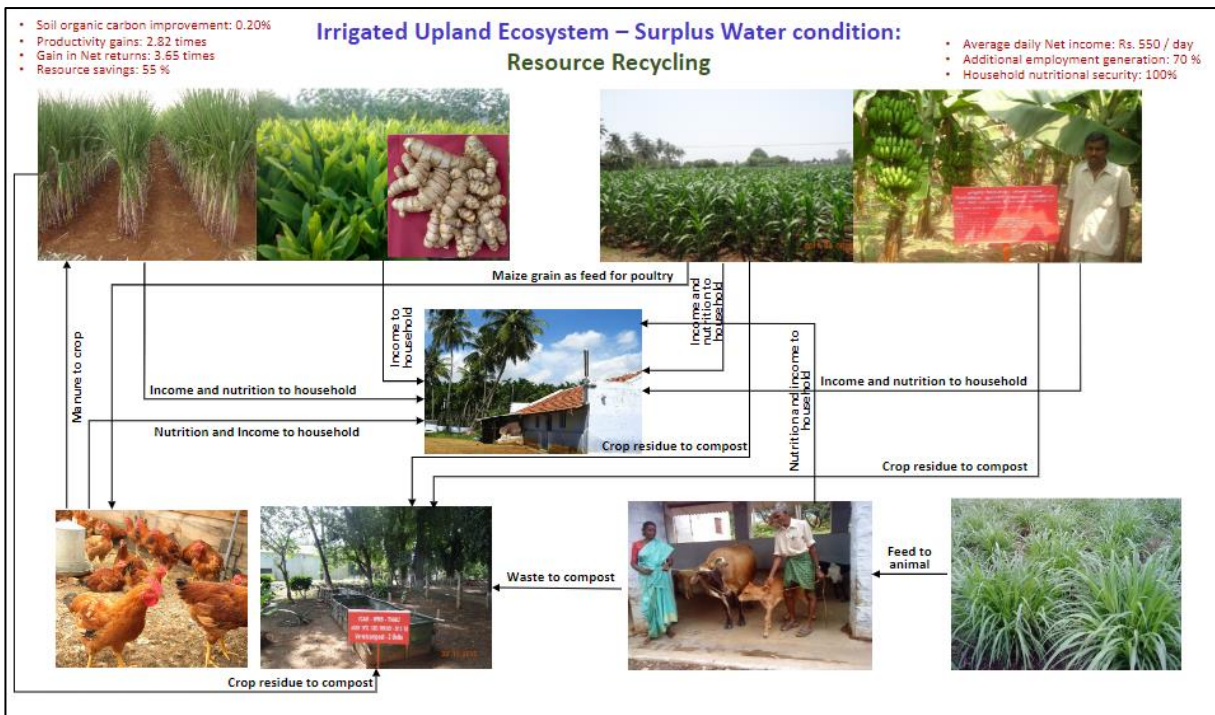 • Soil organic carbon improvement: 0.20%
• Productivity gains: 2.82 times
• Gain in Net returns: 3.65 times
• Resource savings: 55 %
Irrigated Upland Ecosystem – Surplus Water condition:
Resource Recycling
• Average daily Net income: Rs. 550 / day
• Additional employment generation: 70 %
• Household nutritional security: 100%
Maize grain as feed for poultry
Manure to crop
Income to
household
Income and
nutrition to
household
Nutrition and income to
household
Income and nutrition to household
Income and nutrition to household
Nutrition and Income to household
Crop residue to compost
Crop residue to compost
Waste to compost
Feed to
animal
Crop residue to compost